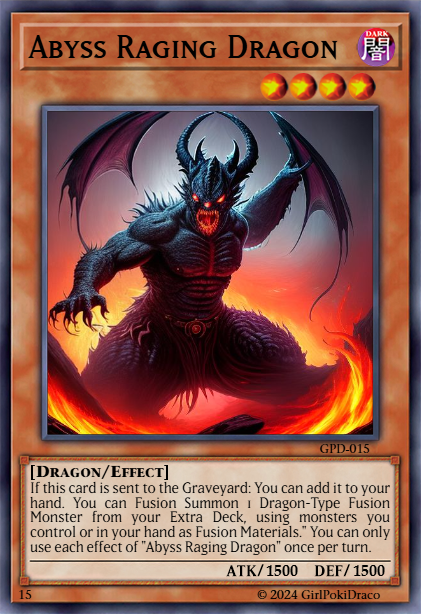 Abyss Raging Dragon
DARK
闇
GPD-015
[Dragon/Effect]
If this card is sent to the Graveyard: You can add it to your
hand. You can Fusion Summon 1 Dragon-Type Fusion
Monster from your Extra Deck, using monsters you
control or in your hand as Fusion Materials." You can only
use each effect of "Abyss Raging Dragon" once per turn.
ATK/1500 DEF/1500
15 © 2024 GirlPokiDraco